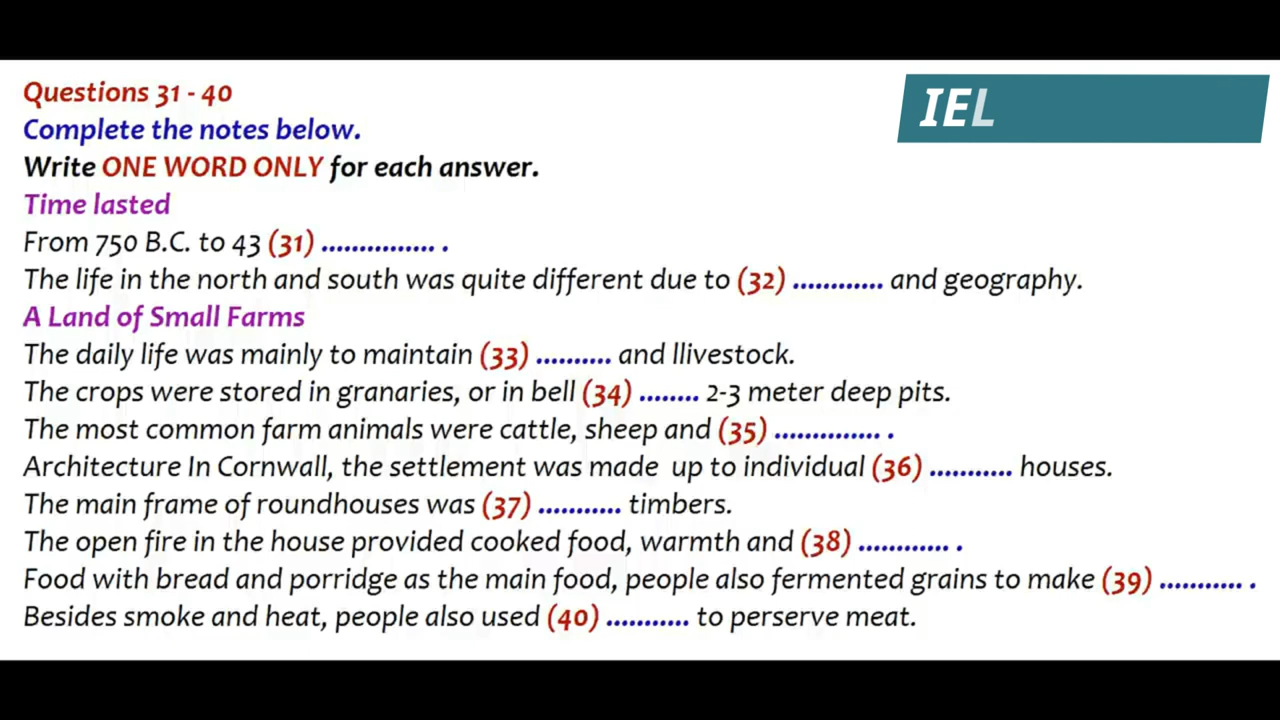 Questions 31 - 40
IEL
Complete the notes below.
Write ONE WORD ONLY for each answer.
Time lasted
From 750 B.C. to 43 (31) ............... .
The life in the north and south was quite different due to (32) ............ and geography.
A Land of Small Farms
The daily life was mainly to maintain (33) .......... and llivestock.
The crops were stored in granaries, or in bell (34) ........ 2-3 meter deep pits.
The most common farm animals were cattle, sheep and (35) .............. .
Architecture In Cornwall, the settlement was made up to individual (36) ........... houses.
The main frame of roundhouses was (37) ........... timbers.
The open fire in the house provided cooked food, warmth and (38) ............ .
Food with bread and porridge as the main food, people also fermented grains to make (39) ........... .
Besides smoke and heat, people also used (40) ........... to perserve meat.